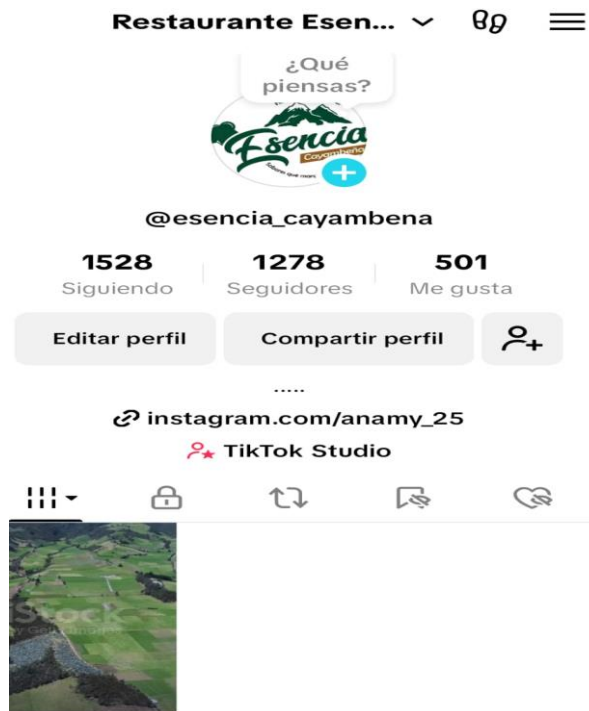 Restaurante Esen...
¿Qué
piensas?
Esencia
Cayambeña
@esencia_cayambena
1528
1278
501
Siguiendo
Seguidores
Me gusta
Editar perfil
Compartir perfil
.....
instagram.com/anamy_25
TikTok Studio
iStock